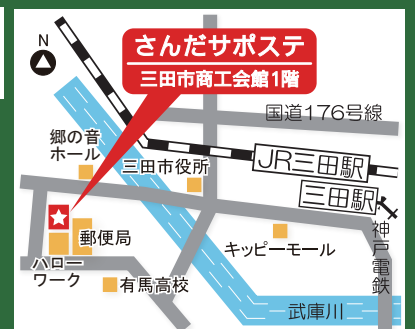 さんだサポステ
三田市商工会館1階
N
国道176号線
郷の音
ホール
三田市役所
JR三田駅
三田駅
神戸電鉄
郵便局
キッピーモール
ハロー
ワーク
有馬高校
武庫川